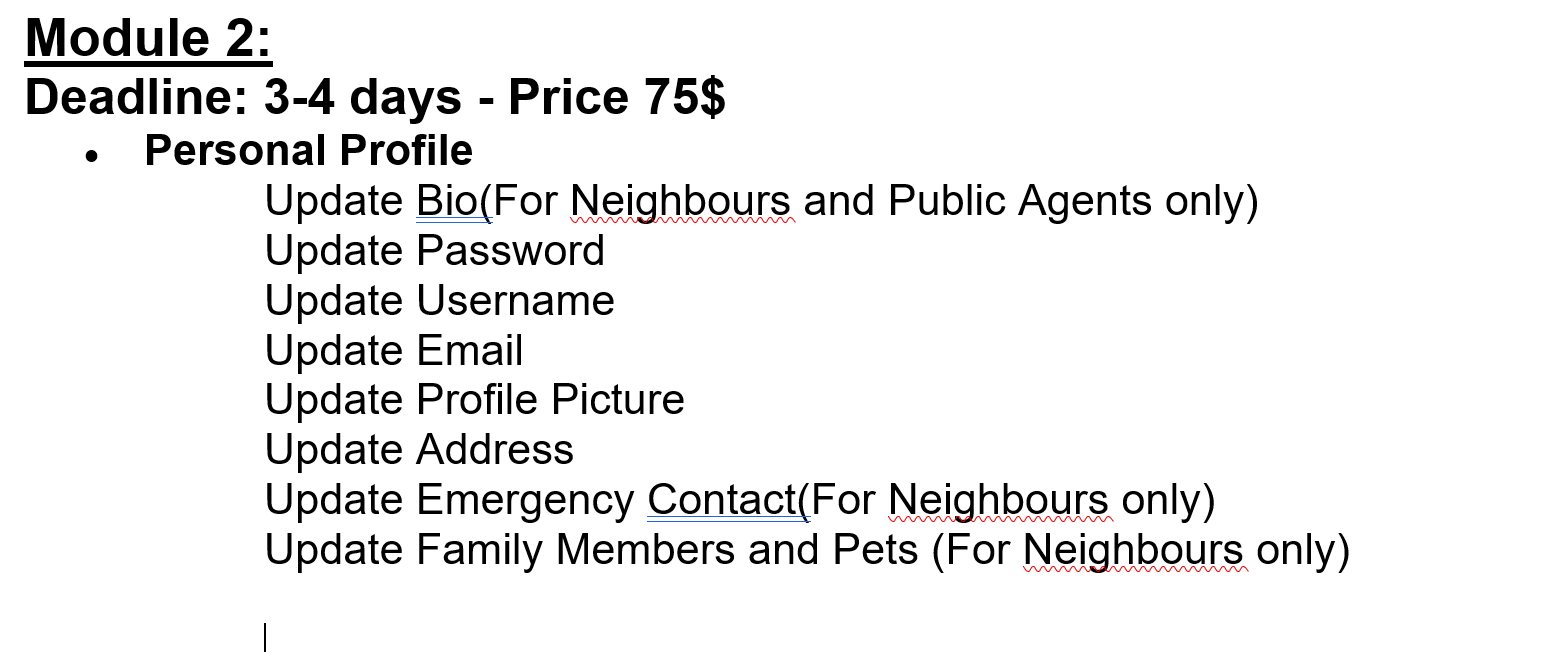 Module 2:
Deadline: 3-4 days - Price 75$
• Personal Profile
Update Bio(For Neighbours and Public Agents only)
Update Password
Update Username
Update Email
Update Profile Picture
Update Address
Update Emergency Contact(For Neighbours only)
Update Family Members and Pets (For Neighbours only)